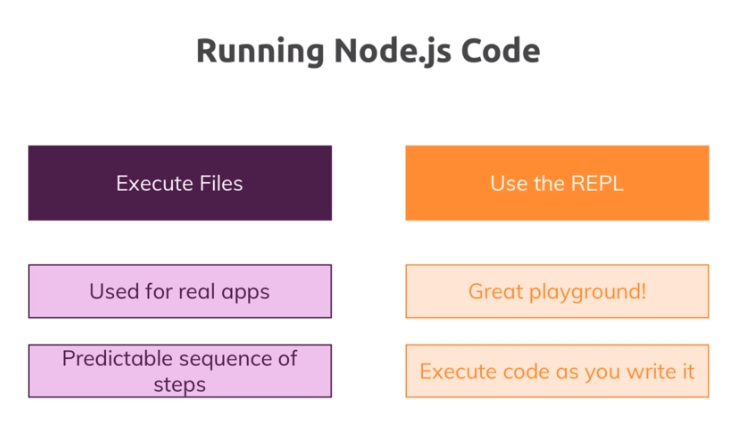 Running Node.js Code
Execute Files
Use the REPL
Used for real apps
Great playground!
Predictable sequence of
steps
Execute code as you write it